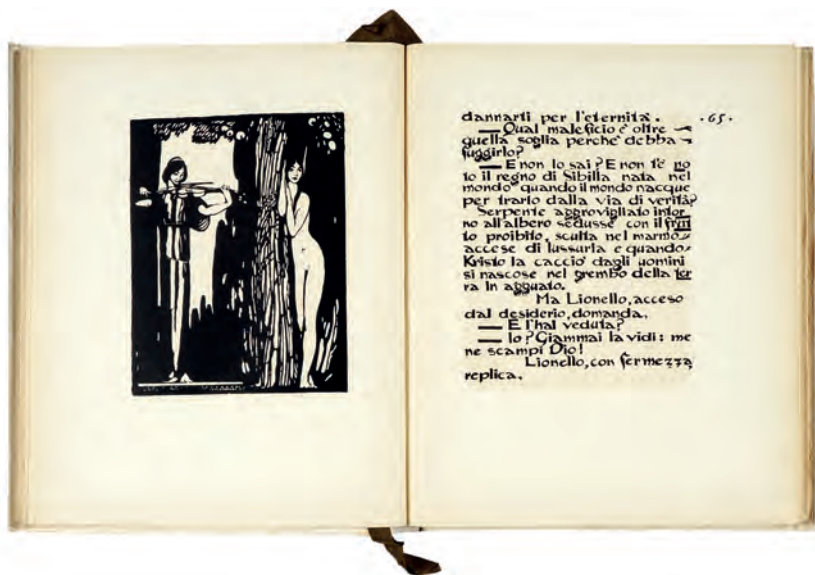 dannarti per l'eternità.
·65·
— Qual maleficio è oltre
quella soglia perchè debba
fuggirlo?
— E non lo sai? E non t'è no
to il regno di Sibilla nata nel
mondo quando il mondo nacque
per trarlo dalla via di verità?
Serpente aggrovigliato intor
no all'albero sedusse con il frut
to proibito, sculta nel marmo
accese di lussuria e quando
Kristo la cacciò dagli uomini
si nascose nel grembo della ter
ra in agguato.
Ma Lionello, acceso
dal desiderio, domanda.
— E l'hai veduta?
— Io? Giammai la vidi: me
ne scampi Dio!
Lionello, con fermezza,
replica.